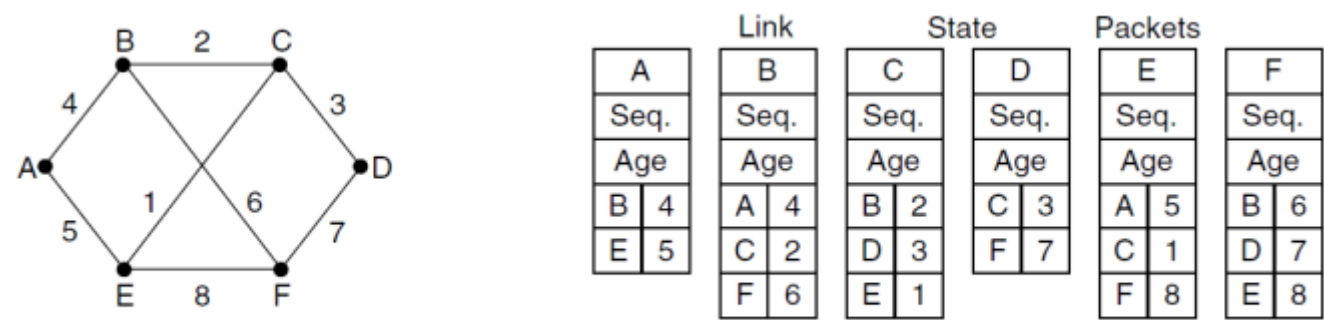 B 2 C
4 3
A D
1 6
5 7
E 8 F
Link State Packets
A B C D E F
Seq. Seq. Seq. Seq. Seq. Seq.
Age Age Age Age Age Age
B 4 A 4 B 2 C 3 A 5 B 6
E 5 C 2 D 3 F 7 C 1 D 7
F 6 E 1 F 8 E 8